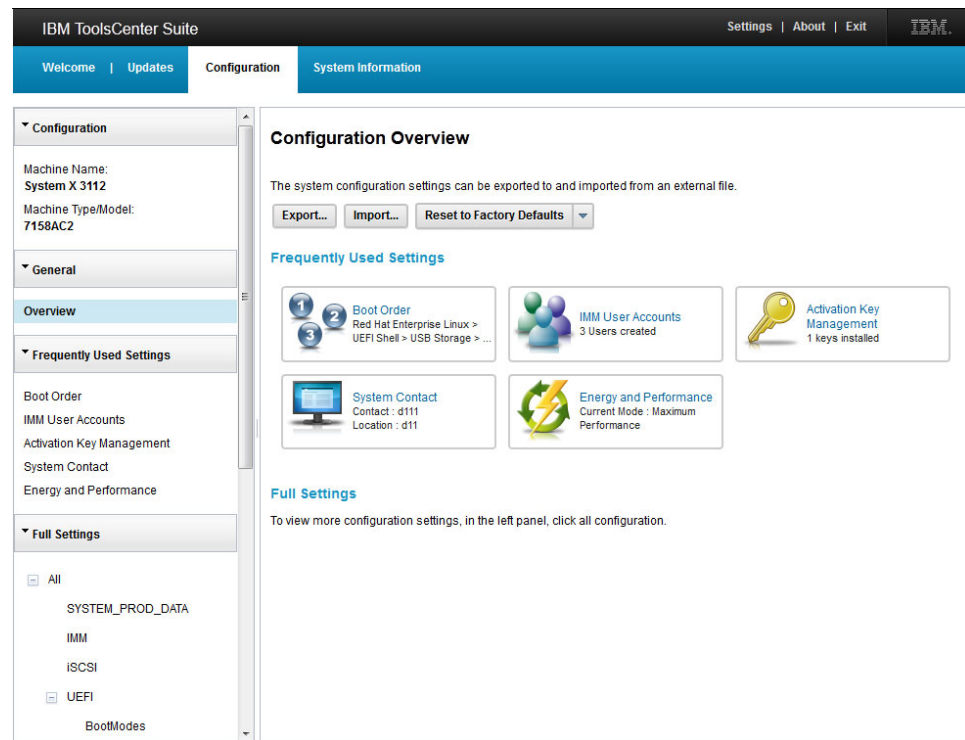 IBM ToolsCenter Suite
Settings | About | Exit
IBM.
Welcome | Updates
Configuration
System Information
Configuration
Machine Name:
System X 3112
Machine Type/Model:
7158AC2
General
Overview
Frequently Used Settings
Boot Order
IMM User Accounts
Activation Key Management
System Contact
Energy and Performance
Full Settings
All
SYSTEM_PROD_DATA
IMM
iSCSI
UEFI
BootModes
Configuration Overview
The system configuration settings can be exported to and imported from an external file.
Export...
Import...
Reset to Factory Defaults
Frequently Used Settings
1
2
3
Boot Order
Red Hat Enterprise Linux >
UEFI Shell > USB Storage > ...
IMM User Accounts
3 Users created
Activation Key
Management
1 keys installed
System Contact
Contact : d111
Location : d11
Energy and Performance
Current Mode : Maximum
Performance
Full Settings
To view more configuration settings, in the left panel, click all configuration.